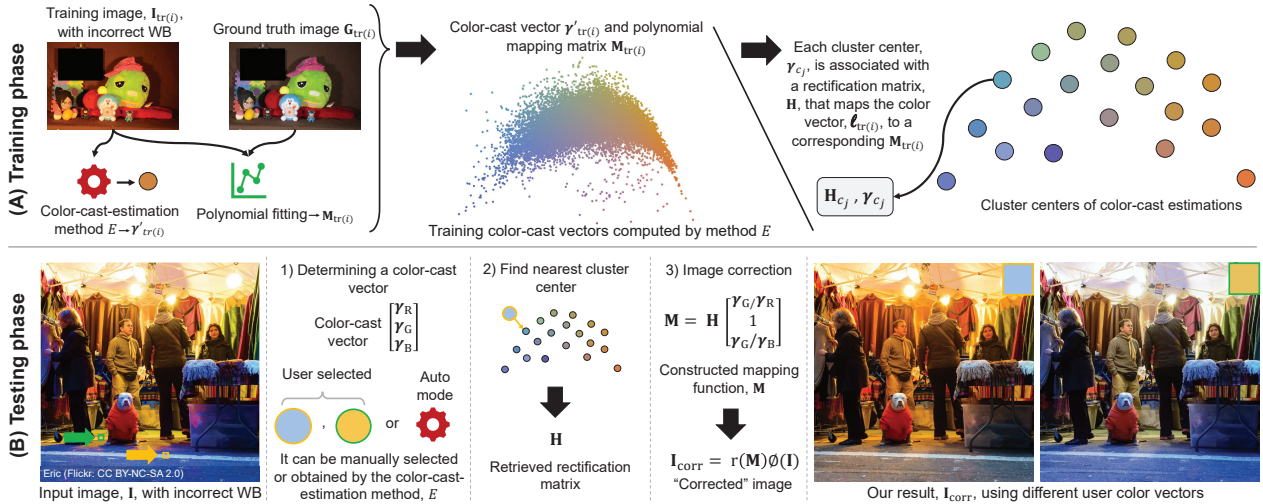 (A) Training phase
Training image, I_tr(i),
with incorrect WB
Ground truth image G_tr(i)
Color-cast-estimation
method E→γ'_tr(i)
Polynomial fitting→ M_tr(i)
Color-cast vector γ'_tr(i) and polynomial
mapping matrix M_tr(i)
Training color-cast vectors computed by method E
Each cluster center,
γ_cj, is associated with
a rectification matrix,
H, that maps the color
vector, ℓ_tr(i), to a
corresponding M_tr(i)
H_cj , γ_cj
Cluster centers of color-cast estimations
(B) Testing phase
Eric (Flickr: CC BY-NC-SA 2.0)
Input image, I, with incorrect WB
1) Determining a color-cast
vector
Color-cast
vector
γ_R
γ_G
γ_B
User selected
, or
Auto
mode
It can be manually selected
or obtained by the color-cast-
estimation method, E
2) Find nearest cluster
center
H
Retrieved rectification
matrix
3) Image correction
M = H [γ_G/γ_R
1
γ_G/γ_B]
Constructed mapping
function, M
I_corr = r(M)∅(I)
“Corrected” image
Our result, I_corr, using different user color vectors